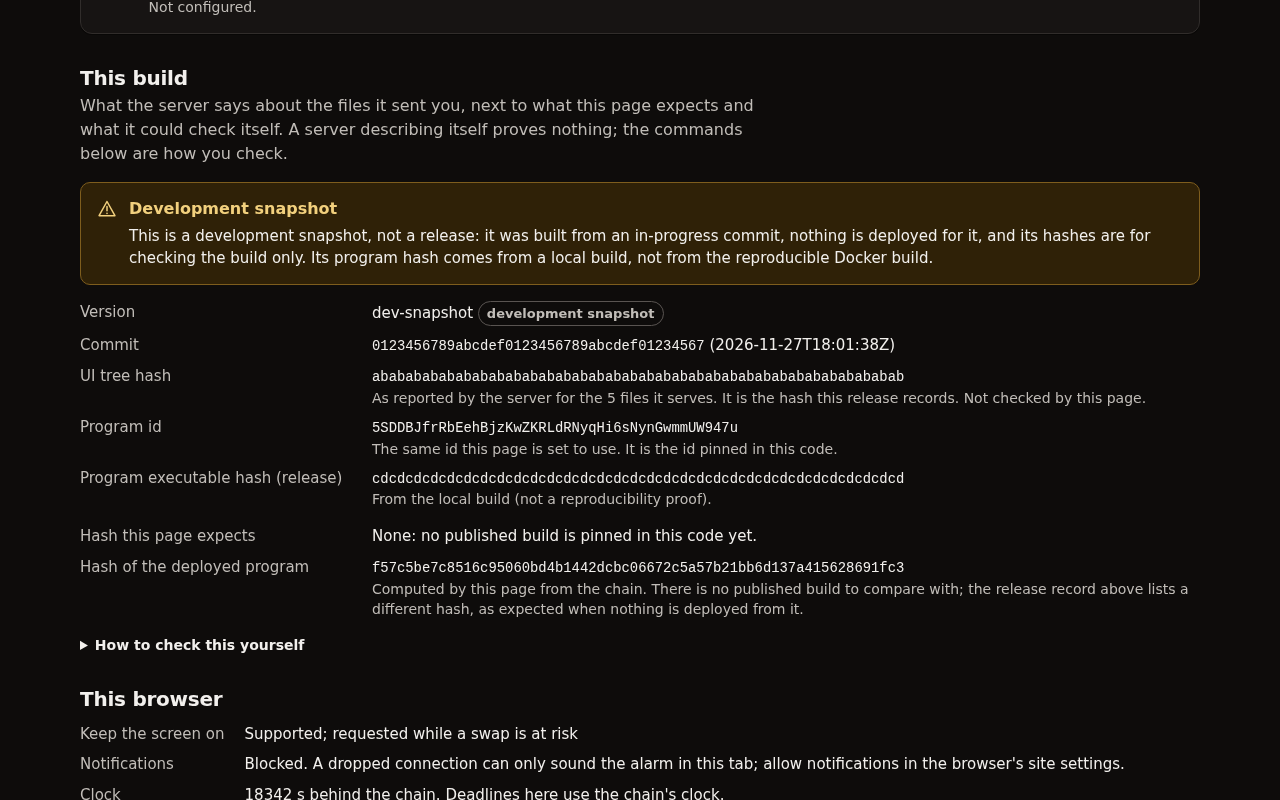 Not configured.
This build
What the server says about the files it sent you, next to what this page expects and
what it could check itself. A server describing itself proves nothing; the commands
below are how you check.
Development snapshot
This is a development snapshot, not a release: it was built from an in-progress commit, nothing is deployed for it, and its hashes are for
checking the build only. Its program hash comes from a local build, not from the reproducible Docker build.
Version
dev-snapshot development snapshot
Commit
0123456789abcdef0123456789abcdef01234567 (2026-11-27T18:01:38Z)
UI tree hash
abababababababababababababababababababababababababababababababab
As reported by the server for the 5 files it serves. It is the hash this release records. Not checked by this page.
Program id
5SDDBJfrRbEehBjzKwZKRLdRNyqHi6sNynGwmmUW947u
The same id this page is set to use. It is the id pinned in this code.
Program executable hash (release)
cdcdcdcdcdcdcdcdcdcdcdcdcdcdcdcdcdcdcdcdcdcdcdcdcdcdcdcdcdcdcdcd
From the local build (not a reproducibility proof).
Hash this page expects
None: no published build is pinned in this code yet.
Hash of the deployed program
f57c5be7c8516c95060bd4b1442dcbc06672c5a57b21bb6d137a415628691fc3
Computed by this page from the chain. There is no published build to compare with; the release record above lists a
different hash, as expected when nothing is deployed from it.
How to check this yourself
This browser
Keep the screen on
Supported; requested while a swap is at risk
Notifications
Blocked. A dropped connection can only sound the alarm in this tab; allow notifications in the browser's site settings.
Clock
18342 s behind the chain. Deadlines here use the chain's clock.